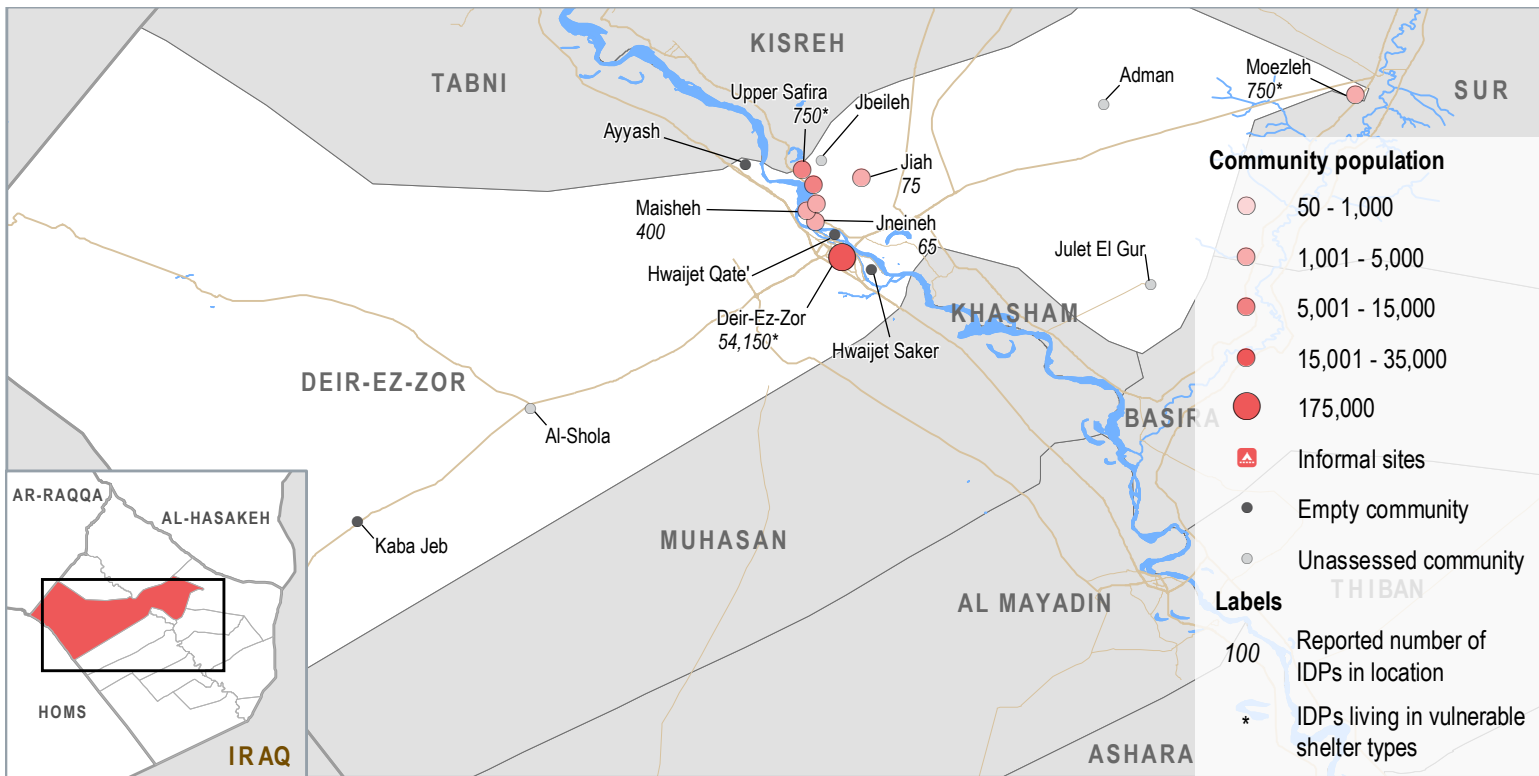 KISREH
TABNI
SUR
Adman
Moezleh
750*
Upper Safira
750*
Jbeileh
Ayyash
Jiah
75
Maisheh
400
Jneineh
65
Hwaijet Qate'
Julet El Gur
Deir-Ez-Zor
54,150*
Hwaijet Saker
KHASHAM
DEIR-EZ-ZOR
BASIRA
Al-Shola
Kaba Jeb
MUHASAN
AL MAYADIN
THIBAN
ASHARA
Community population
50 - 1,000
1,001 - 5,000
5,001 - 15,000
15,001 - 35,000
175,000
Informal sites
Empty community
Unassessed community
Labels
100
Reported number of
IDPs in location
*
IDPs living in vulnerable
shelter types
AR-RAQQA
AL-HASAKEH
HOMS
IRAQ